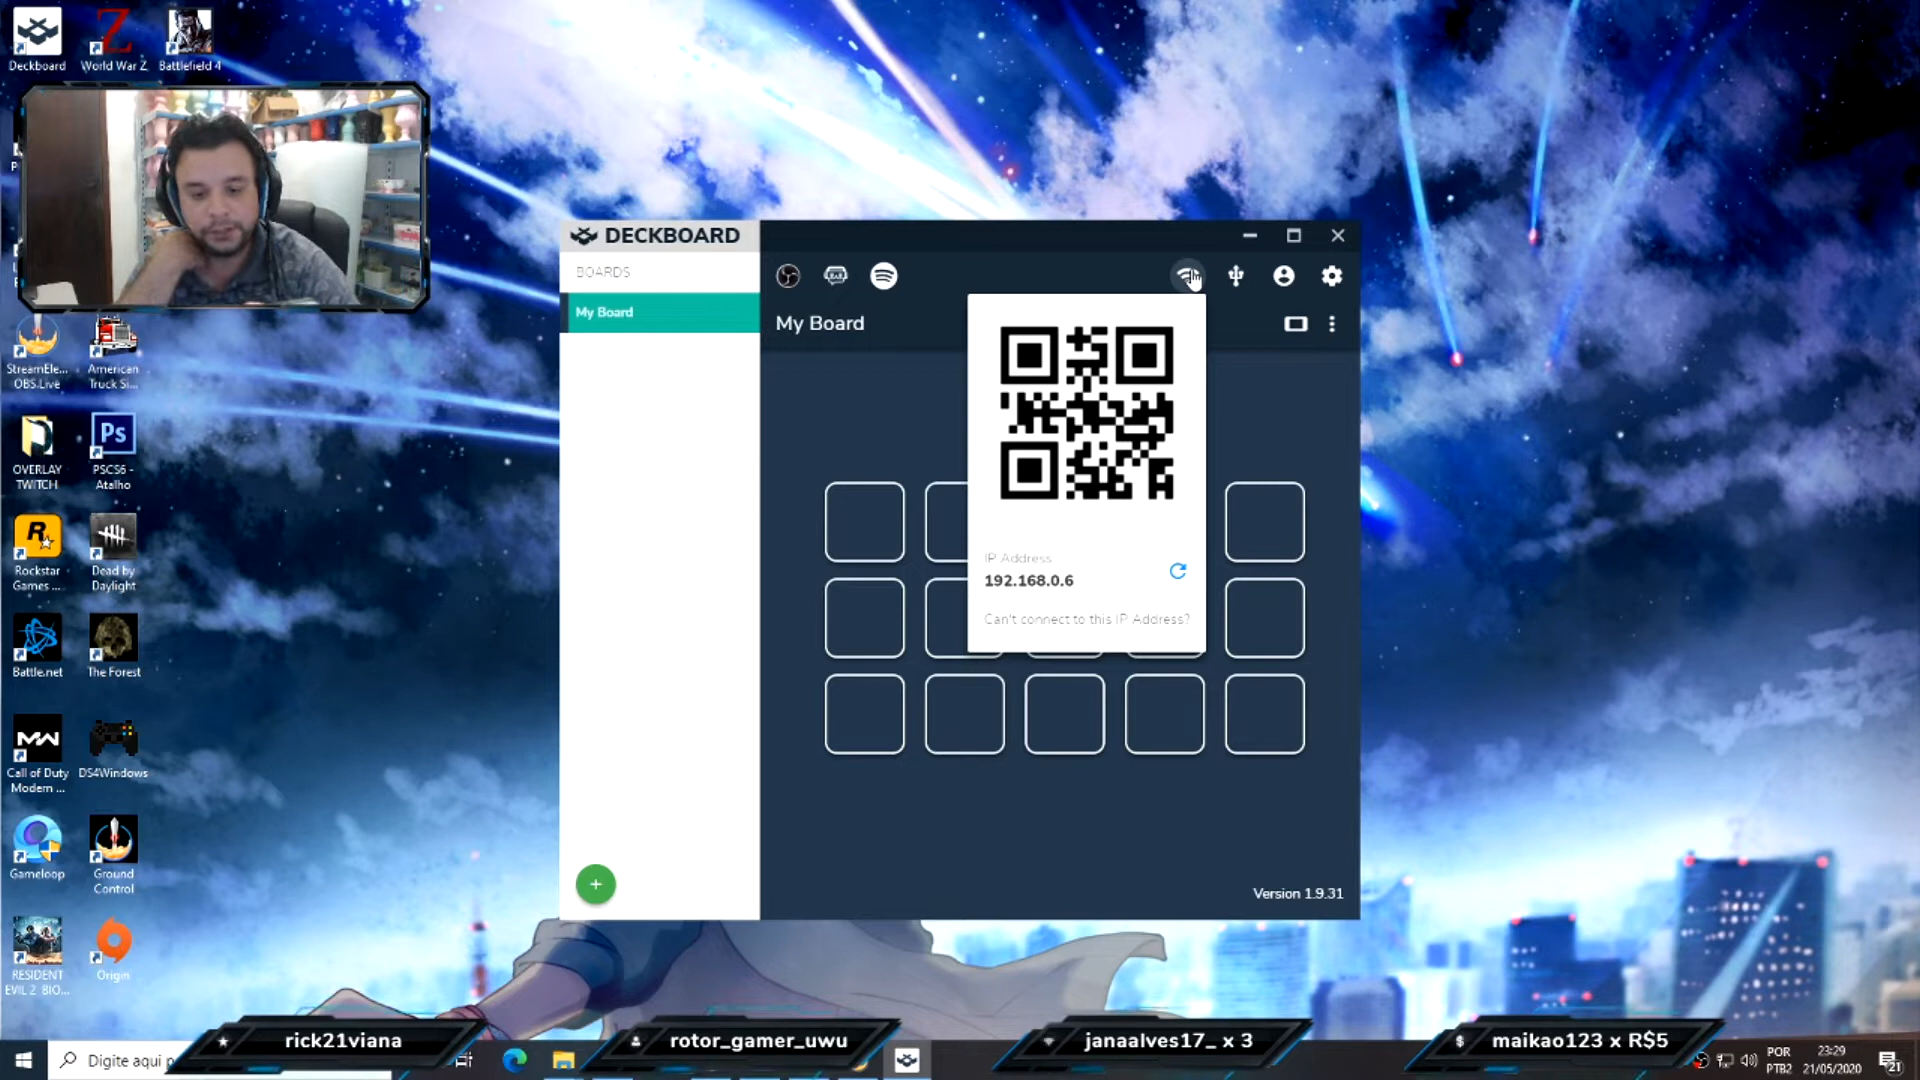 Deckboard
World War Z
Battlefield 4
StreamEle...
OBS.Live
American
Truck Si...
OVERLAY
TWITCH
Ps
PSCS6 -
Atalho
R
Rockstar
Games ...
Dead by
Daylight
Battle.net
The Forest
MW
Call of Duty
Modern ...
DS4Windows
Gameloop
Ground
Control
RESIDENT
EVIL 2 BIO...
Origin
DECKBOARD
BOARDS
My Board
My Board
IP Address
192.168.0.6
Can't connect to this IP Address?
Version 1.9.31
rick21viana
rotor_gamer_uwu
janaalves17_ x 3
maikao123 x R$5
Digite aqui
POR
PTB2
23:29
21/05/2020
21